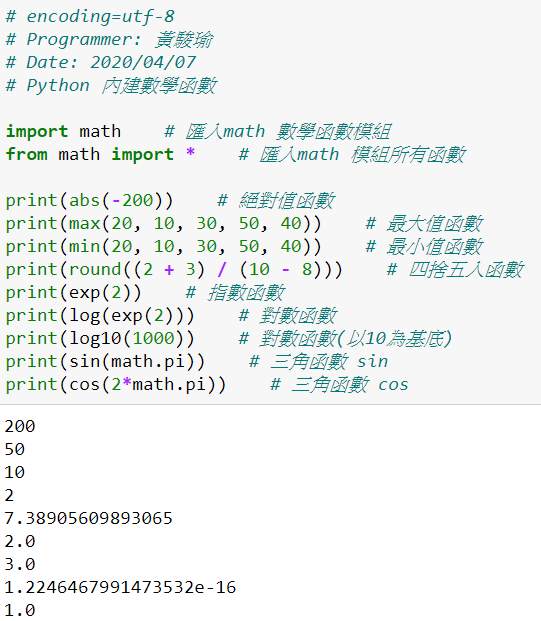 # encoding=utf-8
# Programmer: 黃駿瑜
# Date: 2020/04/07
# Python 內建數學函數
import math    # 匯入math 數學函數模組
from math import *    # 匯入math 模組所有函數
print(abs(-200))    # 絕對值函數
print(max(20, 10, 30, 50, 40))    # 最大值函數
print(min(20, 10, 30, 50, 40))    # 最小值函數
print(round((2 + 3) / (10 - 8)))    # 四捨五入函數
print(exp(2))    # 指數函數
print(log(exp(2)))    # 對數函數
print(log10(1000))    # 對數函數(以10為基底)
print(sin(math.pi))    # 三角函數 sin
print(cos(2*math.pi))    # 三角函數 cos
200
50
10
2
7.38905609893065
2.0
3.0
1.2246467991473532e-16
1.0